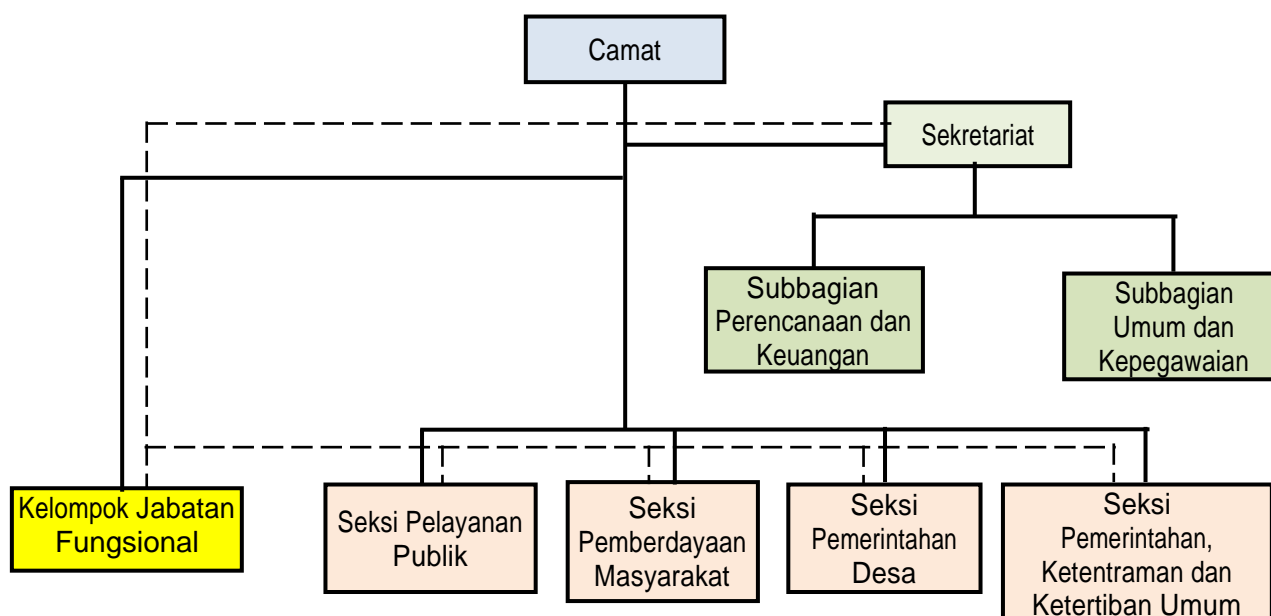 Camat
Sekretariat
Subbagian
Perencanaan dan
Keuangan
Subbagian
Umum dan
Kepegawaian
Kelompok Jabatan
Fungsional
Seksi Pelayanan
Publik
Seksi
Pemberdayaan
Masyarakat
Seksi
Pemerintahan
Desa
Seksi
Pemerintahan,
Ketentraman dan
Ketertiban Umum